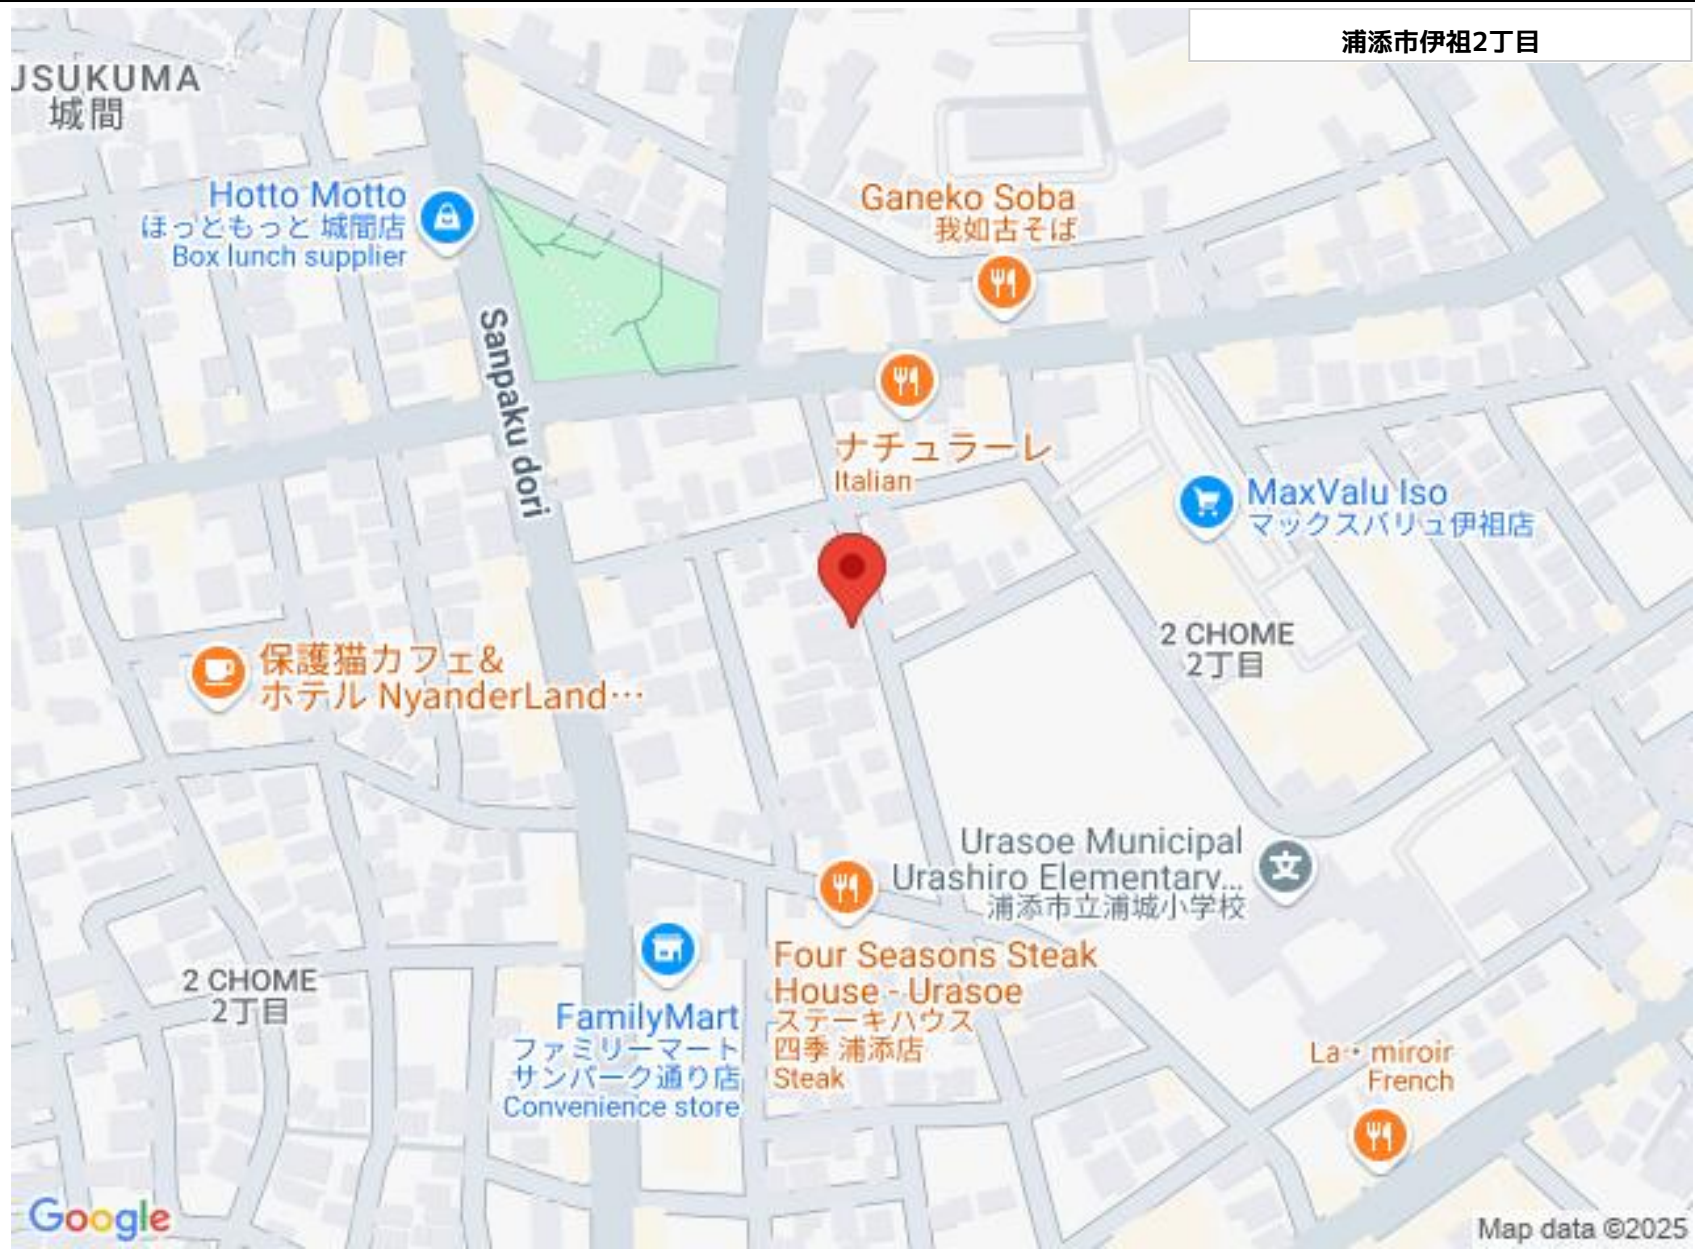 浦添市伊祖2丁目
USUKUMA
城間
Hotto Motto
ほっともっと 城間店
Box lunch supplier
Ganeko Soba
我如古そば
Sanpaku dori
ナチュラーレ
Italian
MaxValu Iso
マックスバリュ伊祖店
2 CHOME
2丁目
保護猫カフェ&
ホテル NyanderLand…
Urasoe Municipal
Urashiro Elementary...
浦添市立浦城小学校
Four Seasons Steak
House - Urasoe
ステーキハウス
四季 浦添店
Steak
2 CHOME
2丁目
FamilyMart
ファミリーマート
サンパーク通り店
Convenience store
La・miroir
French
Google
Map data ©2025